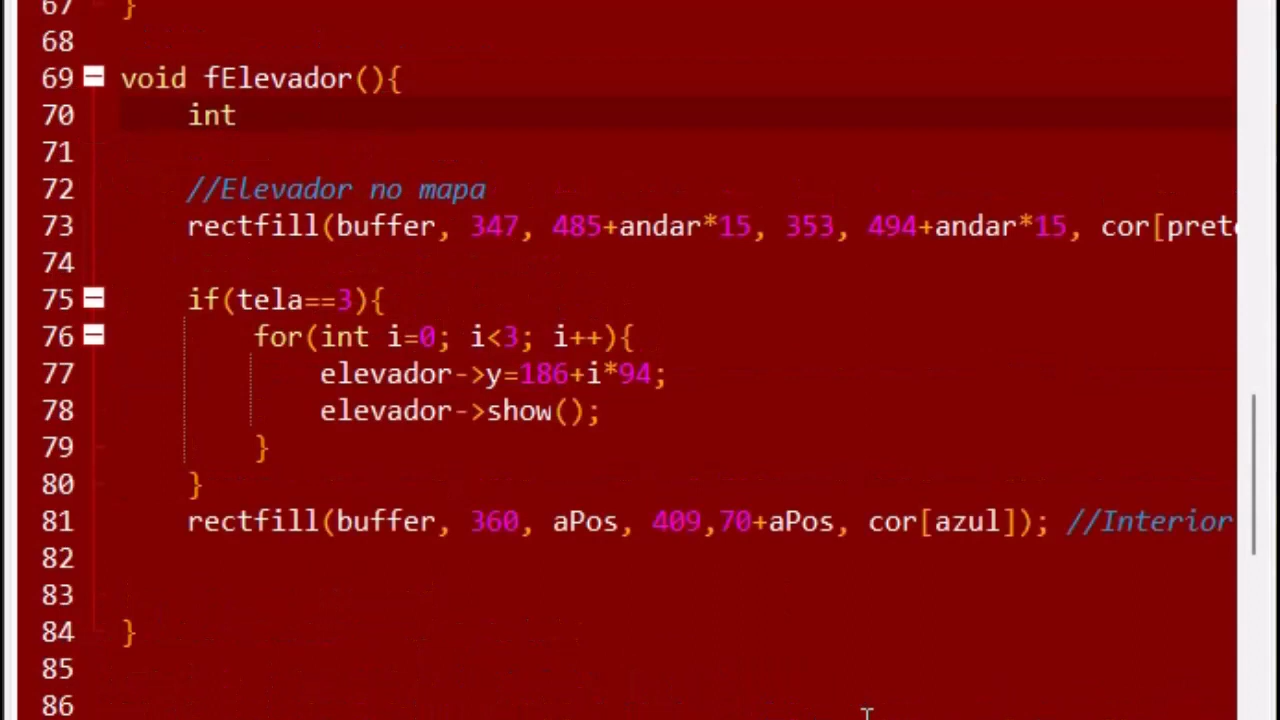 67 }
68
69 void fElevador(){
70 int
71
72 //Elevador no mapa
73 rectfill(buffer, 347, 485+andar*15, 353, 494+andar*15, cor[preto
74
75 if(tela==3){
76 for(int i=0; i<3; i++){
77 elevador->y=186+i*94;
78 elevador->show();
79 }
80 }
81 rectfill(buffer, 360, aPos, 409,70+aPos, cor[azul]); //Interior
82
83
84 }
85
86